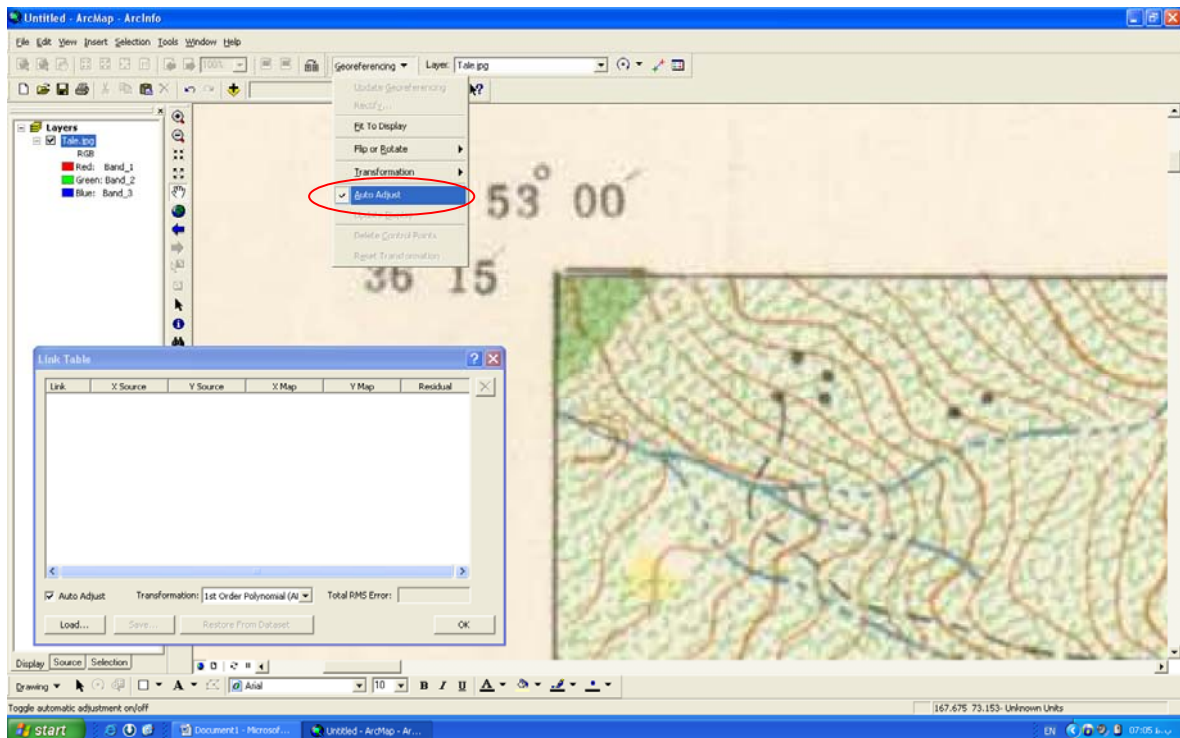 Untitled - ArcMap - ArcInfo
File Edit View Insert Selection Tools Window Help
100%
Georeferencing Layer: Tale.jpg
Update Georeferencing
Rectify...
Fit To Display
Flip or Rotate
Transformation
Auto Adjust
Update Display
Delete Control Points
Reset Transformation
Layers
Tale.jpg
RGB
Red: Band_1
Green: Band_2
Blue: Band_3
53° 00′
36 15′
Link Table
Link X Source Y Source X Map Y Map Residual
Auto Adjust Transformation: 1st Order Polynomial (A Total RMS Error:
Load... Save... Restore From Dataset OK
Display Source Selection
Drawing A Arial 10 B I U A
Toggle automatic adjustment on/off 167.675 73.153- Unknown Units
start Document1 - Microsof... Untitled - ArcMap - Ar... EN 07:05